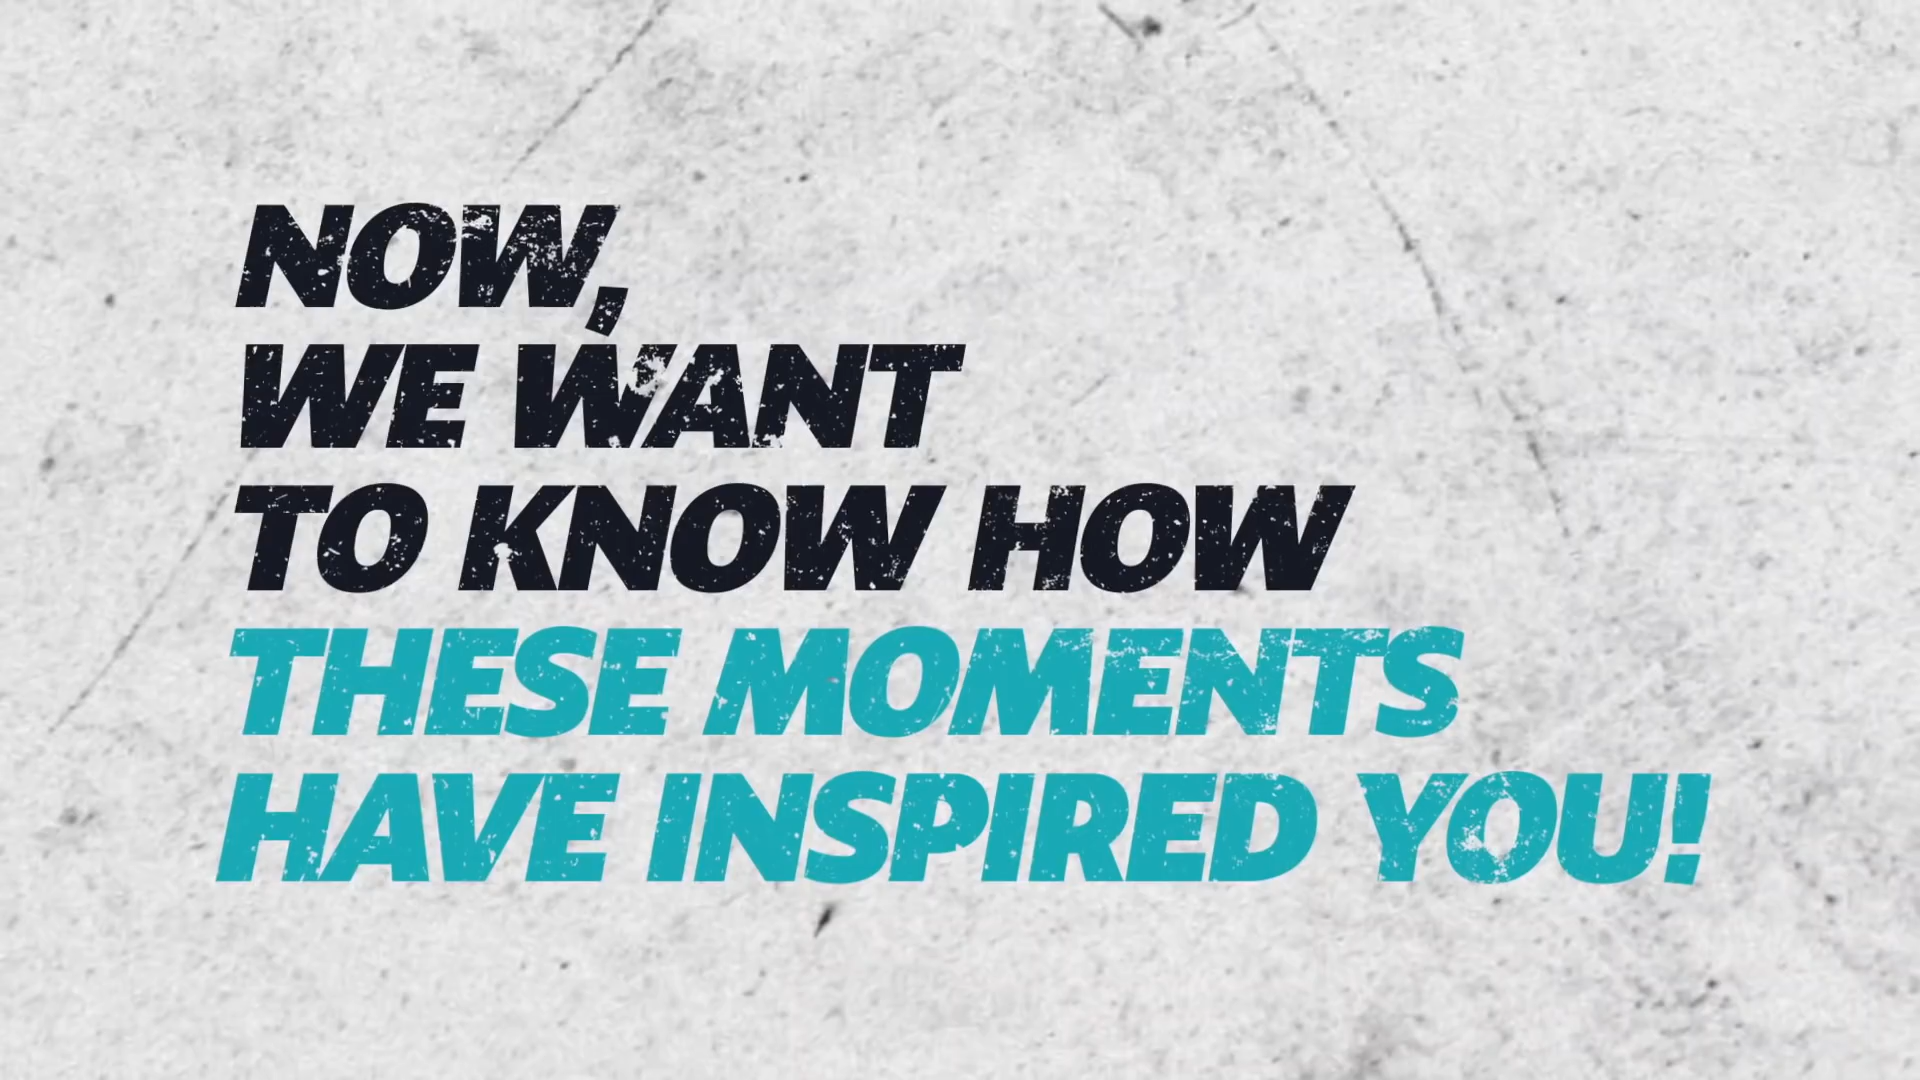 NOW,
WE WANT
TO KNOW HOW
THESE MOMENTS
HAVE INSPIRED YOU!